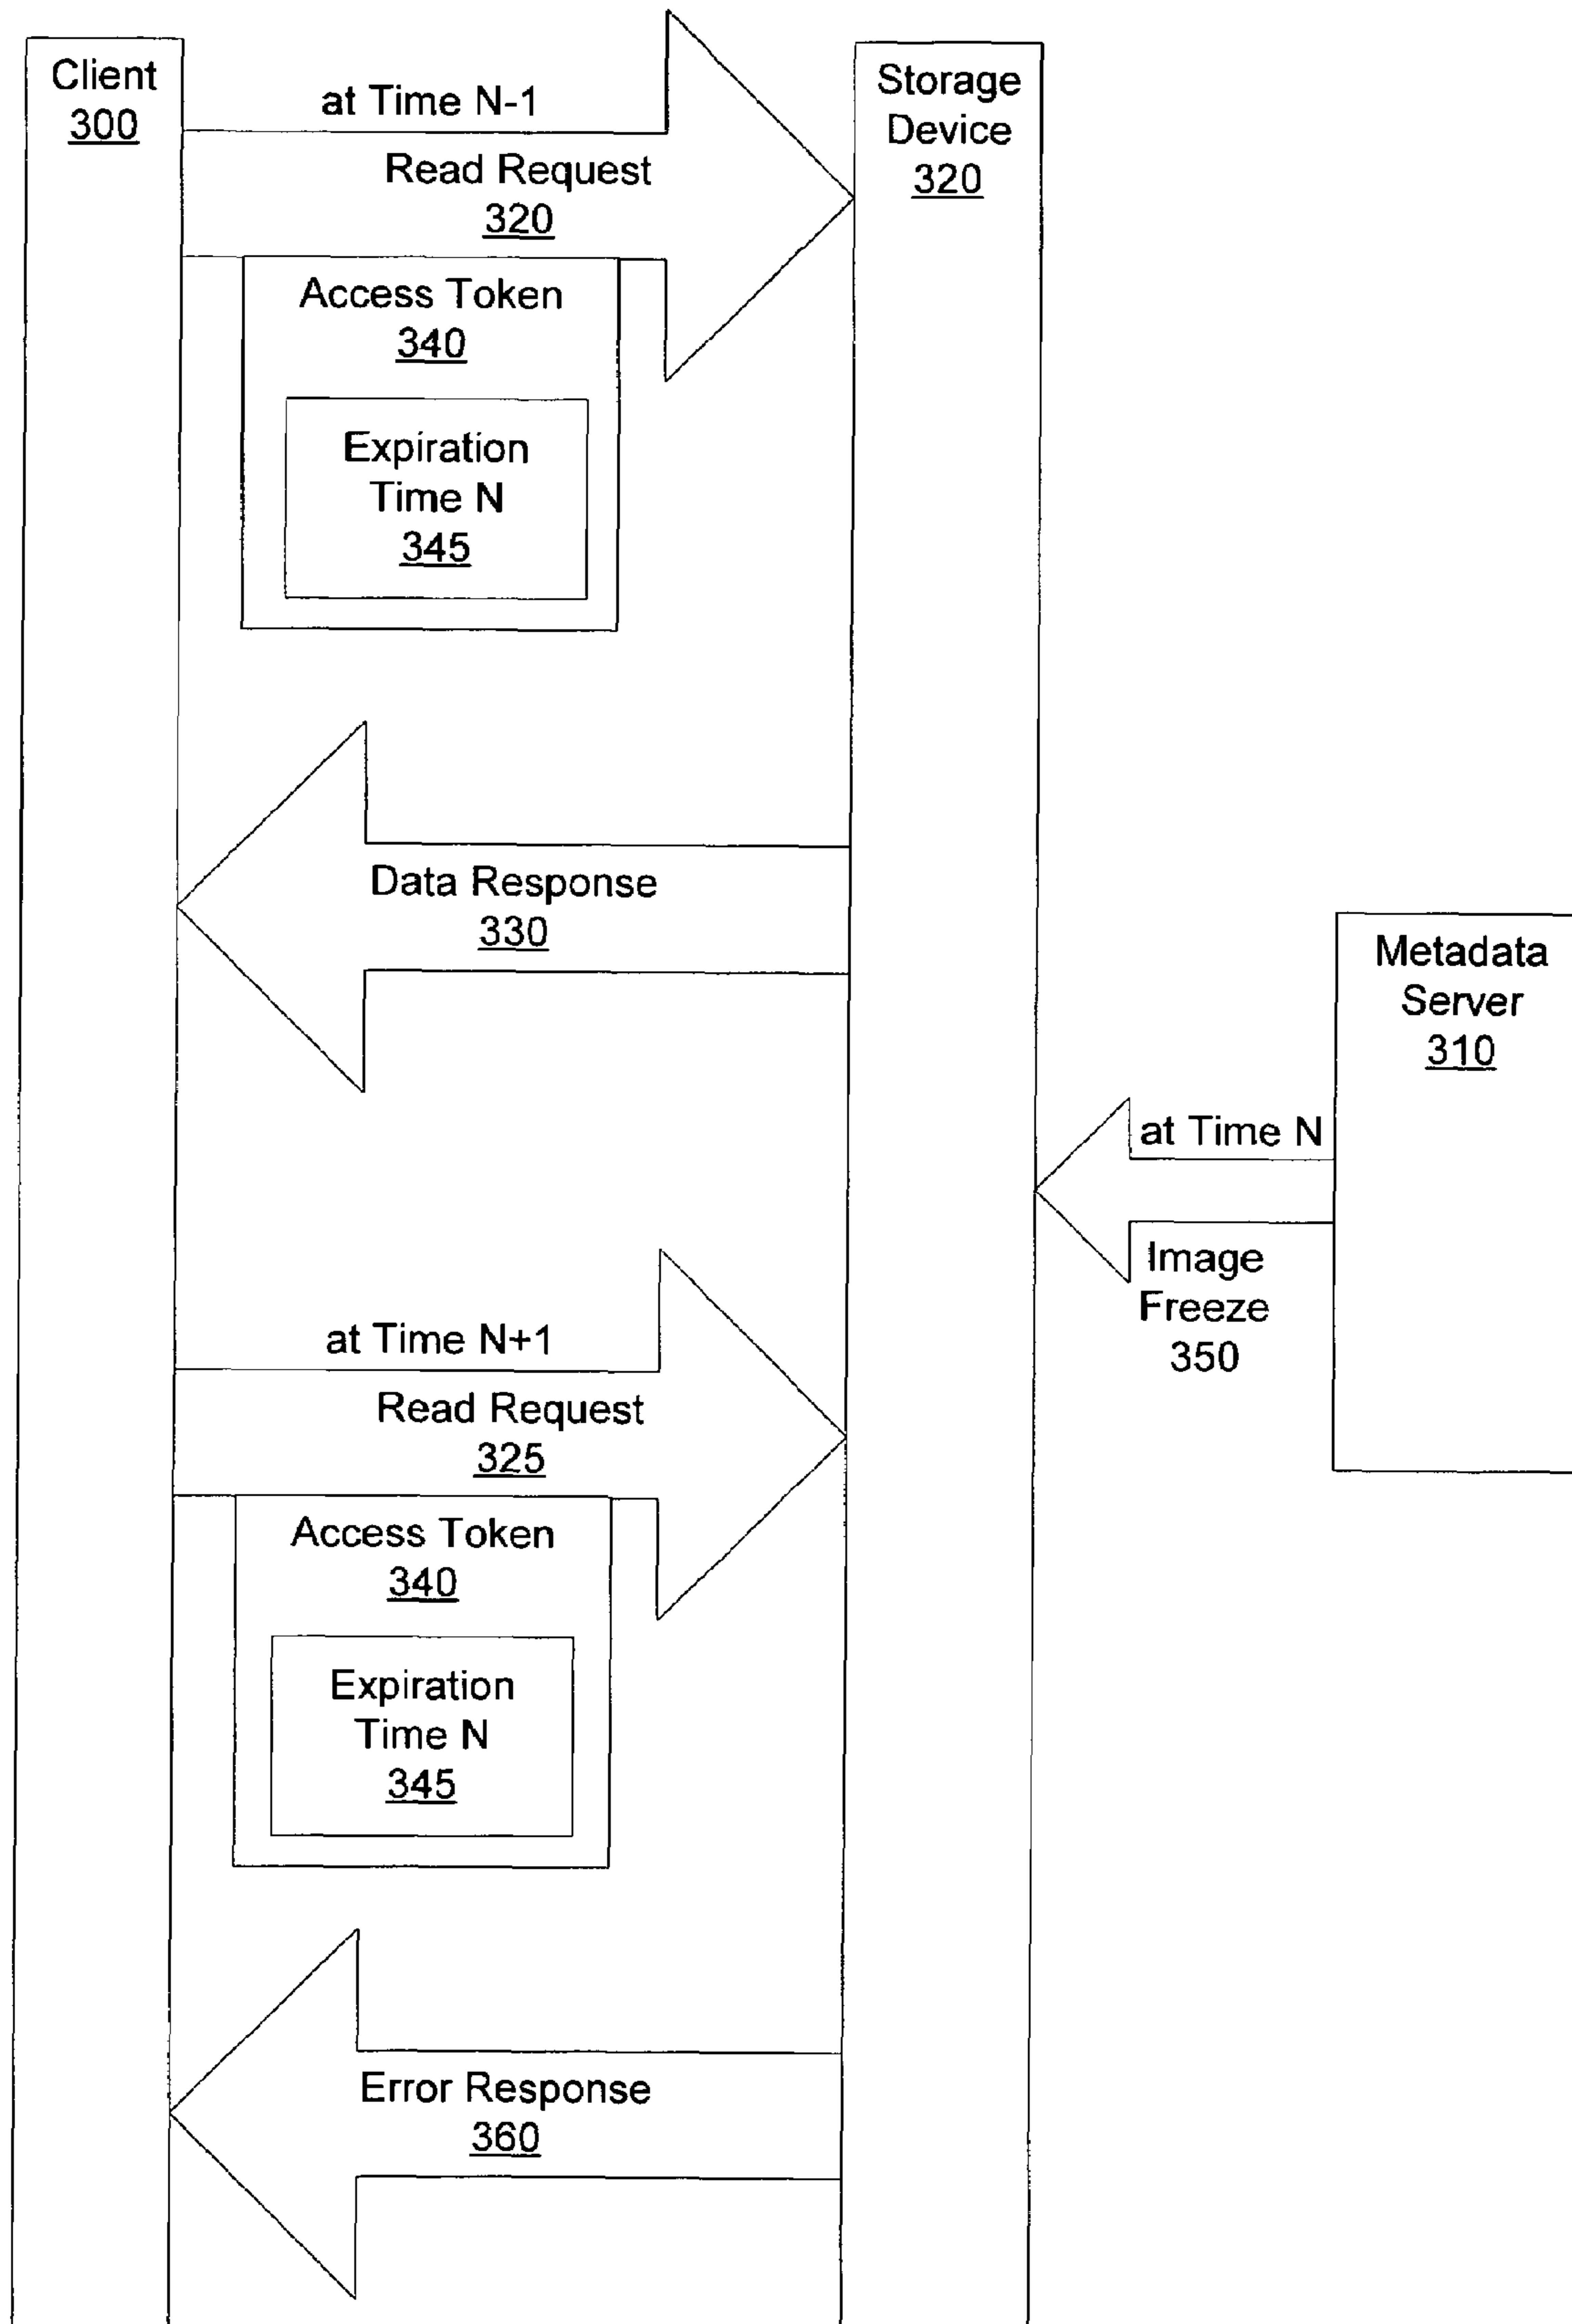 Client
300
at Time N-1
Read Request
320
Storage
Device
320
Access Token
340
Expiration
Time N
345
Data Response
330
Metadata
Server
310
at Time N
Image
Freeze
350
at Time N+1
Read Request
325
Access Token
340
Expiration
Time N
345
Error Response
360